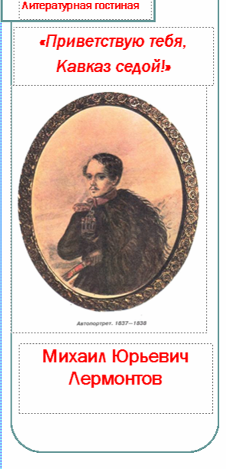 Литературная гостиная
«Приветствую тебя,
Кавказ седой!»
Автопортрет. 1837—1838
Михаил Юрьевич
Лермонтов